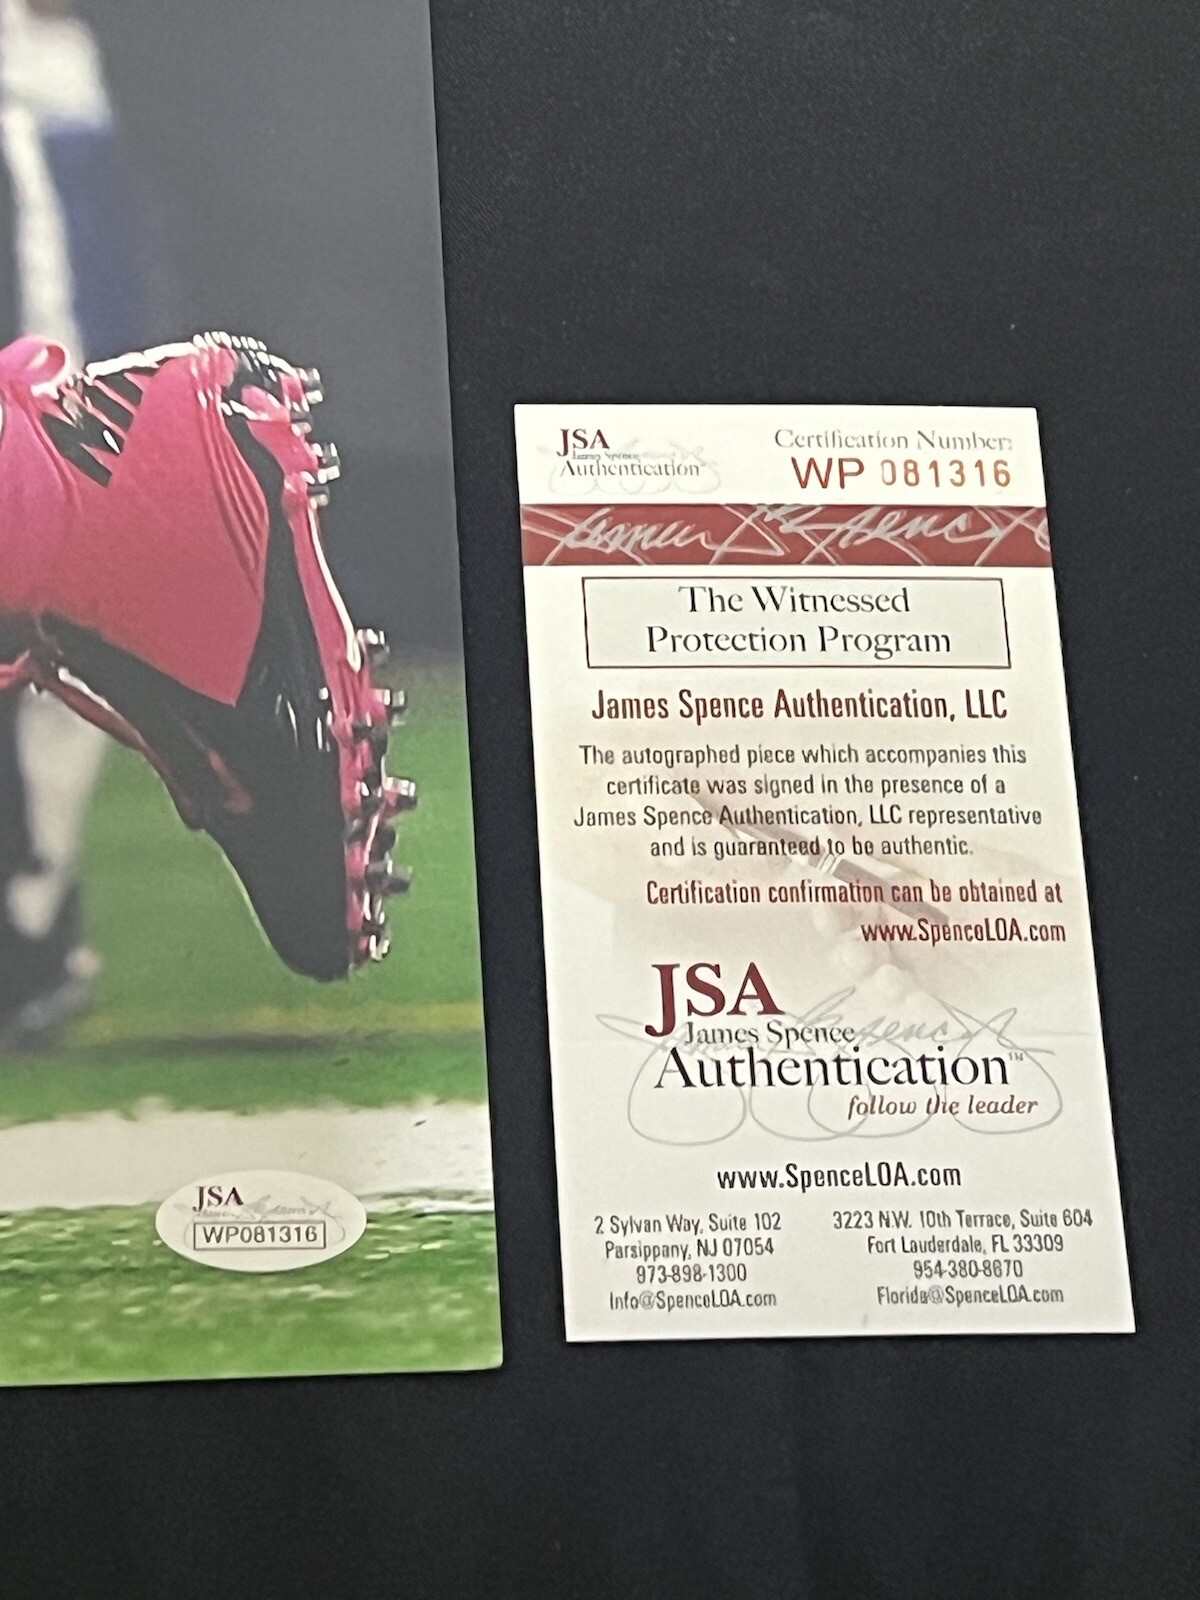 JSA
James Spence
Authentication
Certification Number:
WP 081316
The Witnessed
Protection Program
James Spence Authentication, LLC
The autographed piece which accompanies this
certificate was signed in the presence of a
James Spence Authentication, LLC representative
and is guaranteed to be authentic.
Certification confirmation can be obtained at
www.SpenceLOA.com
JSA
James Spence
Authentication™
follow the leader
www.SpenceLOA.com
2 Sylvan Way, Suite 102
Parsippany, NJ 07054
973-898-1300
Info@SpenceLOA.com
3223 N.W. 10th Terrace, Suite 604
Fort Lauderdale, FL 33309
954-380-8670
Florida@SpenceLOA.com
JSA
WP081316